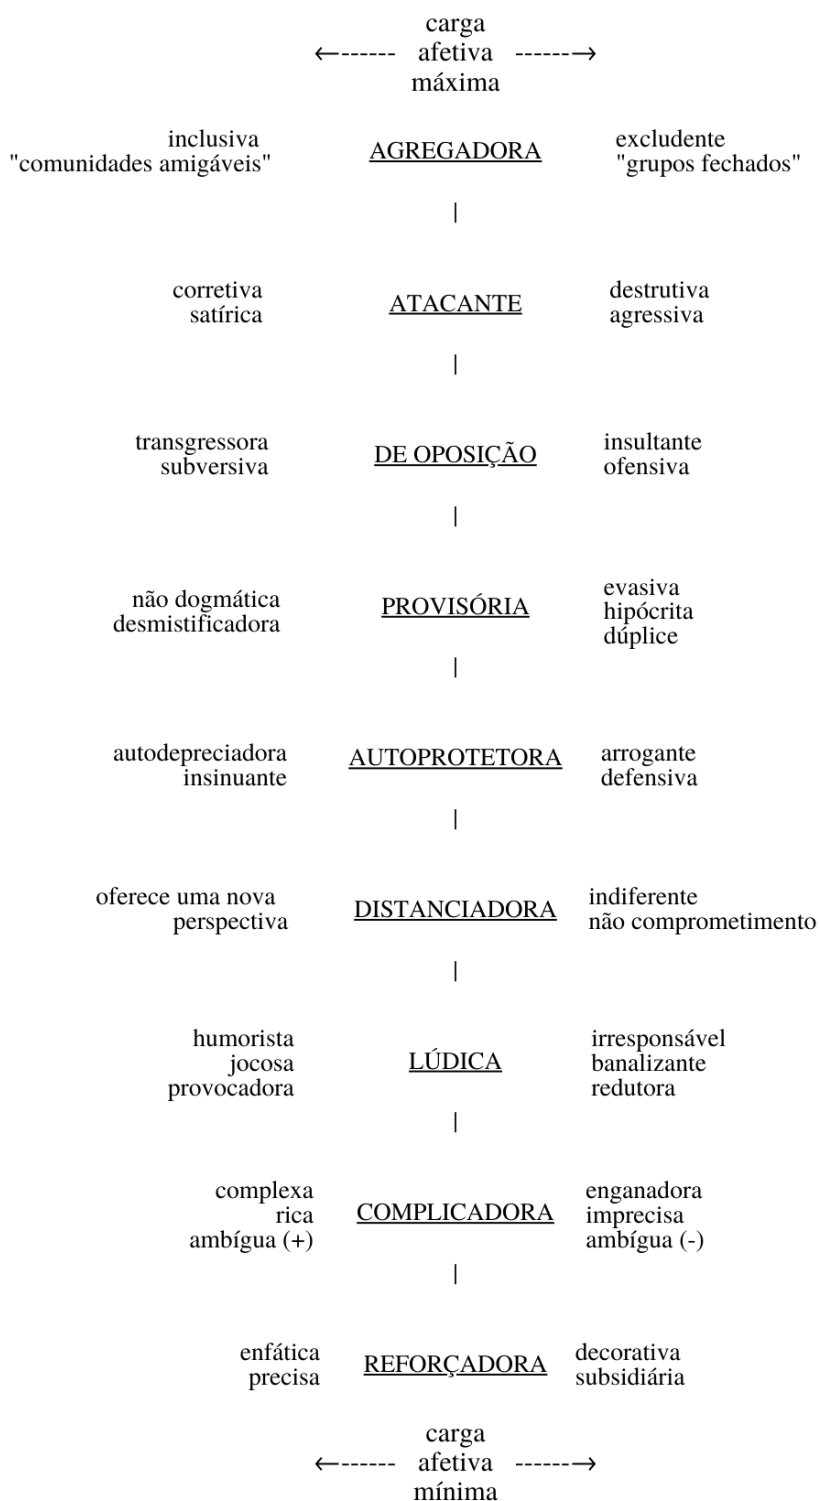 carga
←------ afetiva ------→
máxima
inclusiva excludente
"comunidades amigáveis" AGREGADORA "grupos fechados"
|
corretiva destrutiva
satírica ATACANTE agressiva
|
transgressora insultante
subversiva DE OPOSIÇÃO ofensiva
|
não dogmática evasiva
desmistificadora PROVISÓRIA hipócrita
dúplice
|
autodepreciadora arrogante
insinuante AUTOPROTETORA defensiva
|
oferece uma nova indiferente
perspectiva DISTANCIADORA não comprometimento
|
humorista irresponsável
jocosa LÚDICA banalizante
provocadora redutora
|
complexa enganadora
rica COMPLICADORA imprecisa
ambígua (+) ambígua (-)
|
enfática decorativa
precisa REFORÇADORA subsidiária
carga
←------ afetiva ------→
mínima